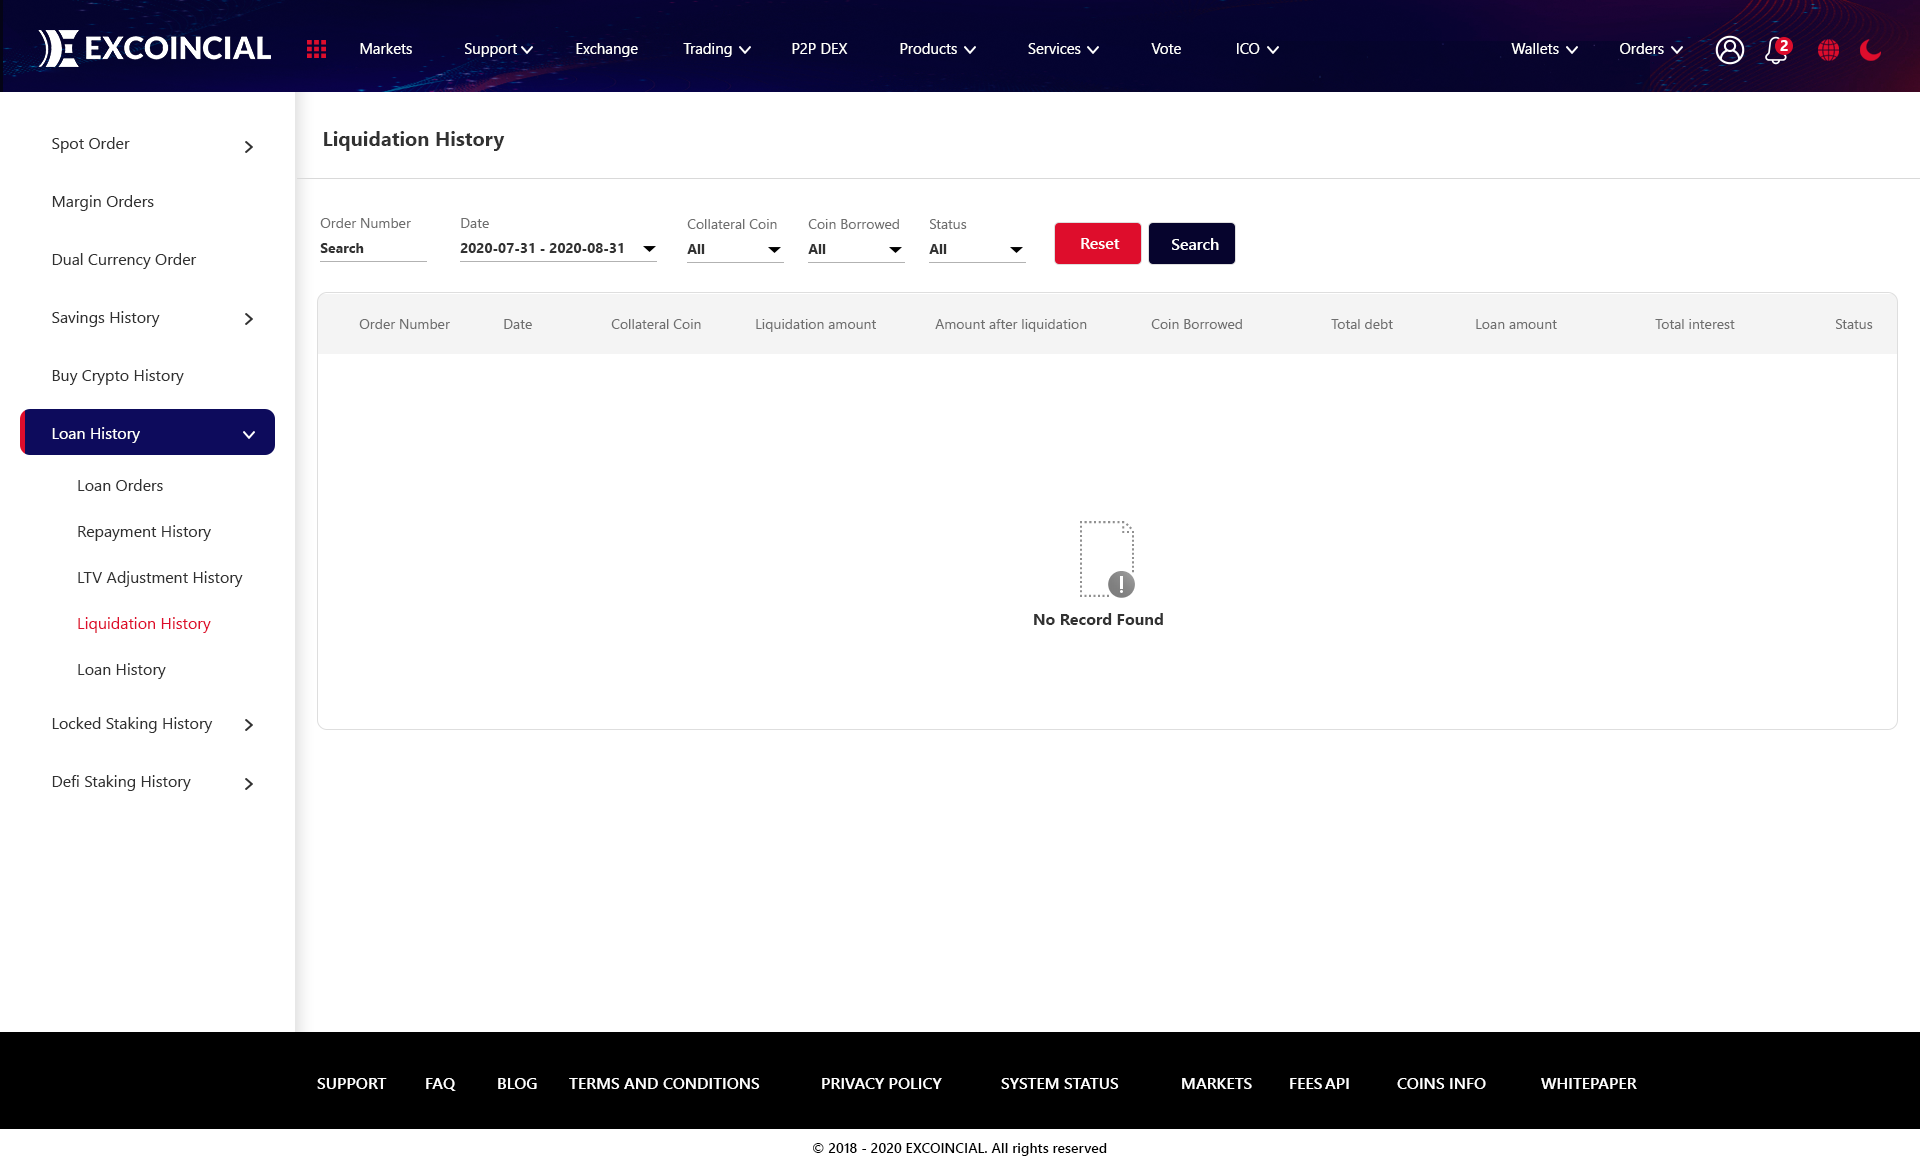 EXCOINCIAL
Markets Support Exchange Trading P2P DEX Products Services Vote ICO Wallets Orders 2
Spot Order
Margin Orders
Dual Currency Order
Savings History
Buy Crypto History
Loan History
Loan Orders
Repayment History
LTV Adjustment History
Liquidation History
Loan History
Locked Staking History
Defi Staking History
Liquidation History
Order Number Date Collateral Coin Coin Borrowed Status
Search 2020-07-31 - 2020-08-31 All All All Reset Search
Order Number Date Collateral Coin Liquidation amount Amount after liquidation Coin Borrowed Total debt Loan amount Total interest Status
No Record Found
SUPPORT FAQ BLOG TERMS AND CONDITIONS PRIVACY POLICY SYSTEM STATUS MARKETS FEES API COINS INFO WHITEPAPER
© 2018 - 2020 EXCOINCIAL. All rights reserved